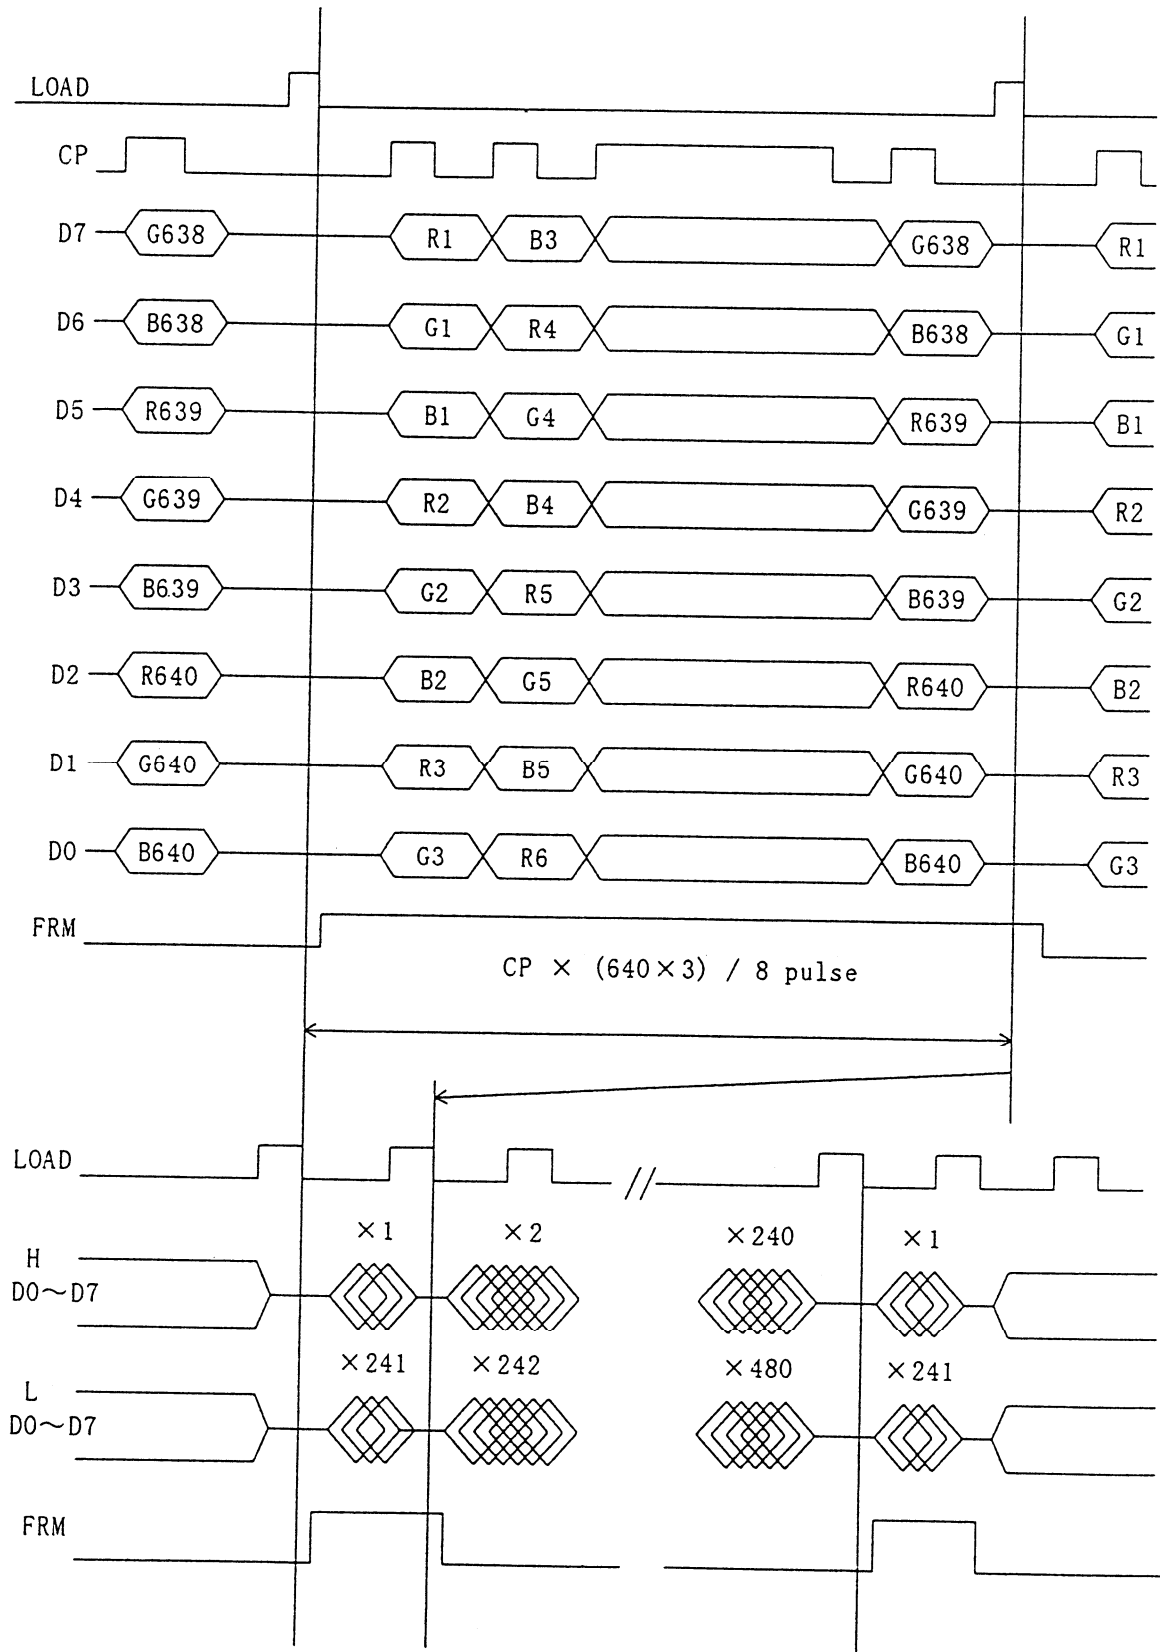 LOAD
CP
D7 G638 R1 B3 G638 R1
D6 B638 G1 R4 B638 G1
D5 R639 B1 G4 R639 B1
D4 G639 R2 B4 G639 R2
D3 B639 G2 R5 B639 G2
D2 R640 B2 G5 R640 B2
D1 G640 R3 B5 G640 R3
D0 B640 G3 R6 B640 G3
FRM
CP × (640×3) / 8 pulse
LOAD //
×1 ×2 ×240 ×1
H
D0~D7
×241 ×242 ×480 ×241
L
D0~D7
FRM